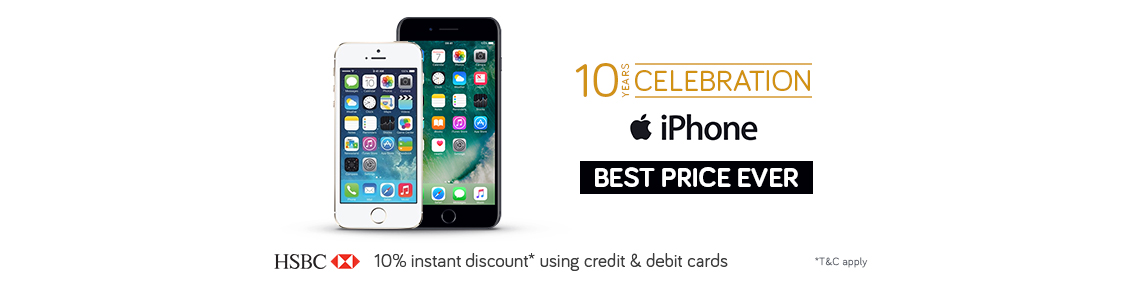 10 YEARS CELEBRATION
iPhone
BEST PRICE EVER
HSBC 10% instant discount* using credit & debit cards
*T&C apply